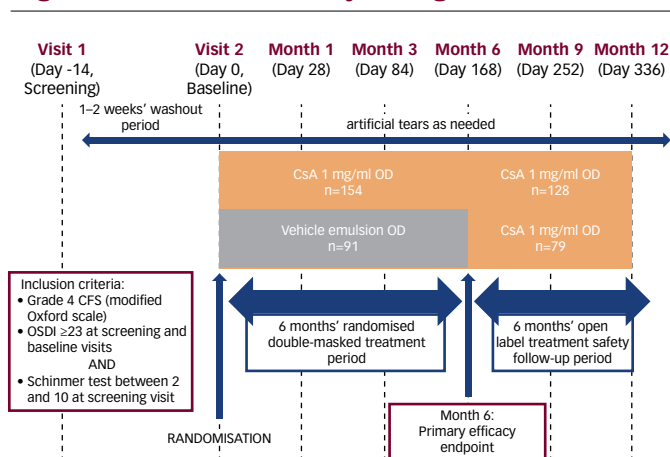 Visit 1
(Day -14,
Screening)
Visit 2
(Day 0,
Baseline)
Month 1
(Day 28)
Month 3
(Day 84)
Month 6
(Day 168)
Month 9
(Day 252)
Month 12
(Day 336)
1–2 weeks’ washout
period
artificial tears as needed
CsA 1 mg/ml OD
n=154
CsA 1 mg/ml OD
n=128
Vehicle emulsion OD
n=91
CsA 1 mg/ml OD
n=79
Inclusion criteria:
• Grade 4 CFS (modified
Oxford scale)
• OSDI ≥23 at screening and
baseline visits
AND
• Schinmer test between 2
and 10 at screening visit
6 months’ randomised
double-masked treatment
period
6 months’ open
label treatment safety
follow-up period
RANDOMISATION
Month 6:
Primary efficacy
endpoint